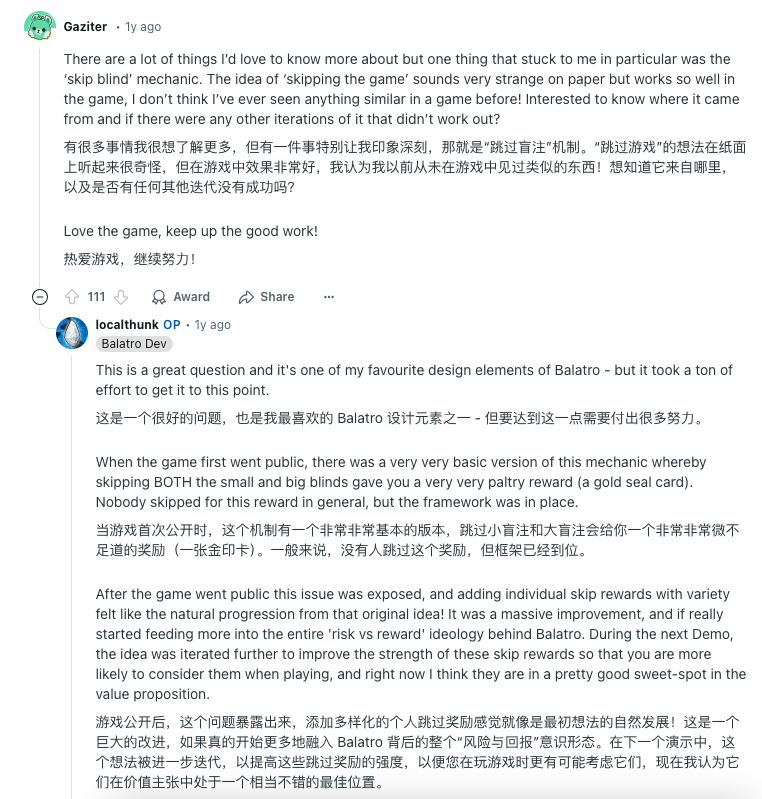 Gaziter • 1y ago
There are a lot of things I'd love to know more about but one thing that stuck to me in particular was the
'skip blind' mechanic. The idea of 'skipping the game' sounds very strange on paper but works so well in
the game, I don't think I've ever seen anything similar in a game before! Interested to know where it came
from and if there were any other iterations of it that didn't work out?
有很多事情我很想了解更多，但有一件事特别让我印象深刻，那就是“跳过盲注”机制。“跳过游戏”的想法在纸面
上听起来很奇怪，但在游戏中效果非常好，我认为我以前从未在游戏中见过类似的东西！想知道它来自哪里，
以及是否有任何其他迭代没有成功吗？
Love the game, keep up the good work!
热爱游戏，继续努力！
111 Award Share ...
localthunk OP • 1y ago
Balatro Dev
This is a great question and it's one of my favourite design elements of Balatro - but it took a ton of
effort to get it to this point.
这是一个很好的问题，也是我最喜欢的 Balatro 设计元素之一 - 但要达到这一点需要付出很多努力。
When the game first went public, there was a very very basic version of this mechanic whereby
skipping BOTH the small and big blinds gave you a very very paltry reward (a gold seal card).
Nobody skipped for this reward in general, but the framework was in place.
当游戏首次公开时，这个机制有一个非常非常基本的版本，跳过小盲注和大盲注会给你一个非常非常微不
足道的奖励（一张金印卡）。一般来说，没有人跳过这个奖励，但框架已经到位。
After the game went public this issue was exposed, and adding individual skip rewards with variety
felt like the natural progression from that original idea! It was a massive improvement, and if really
started feeding more into the entire 'risk vs reward' ideology behind Balatro. During the next Demo,
the idea was iterated further to improve the strength of these skip rewards so that you are more
likely to consider them when playing, and right now I think they are in a pretty good sweet-spot in the
value proposition.
游戏公开后，这个问题暴露出来，添加多样化的个人跳过奖励感觉就像是最初想法的自然发展！这是一个
巨大的改进，如果真的开始更多地融入 Balatro 背后的整个“风险与回报”意识形态。在下一个演示中，这
个想法被进一步迭代，以提高这些跳过奖励的强度，以便您在玩游戏时更有可能考虑它们，现在我认为它
们在价值主张中处于一个相当不错的最佳位置。